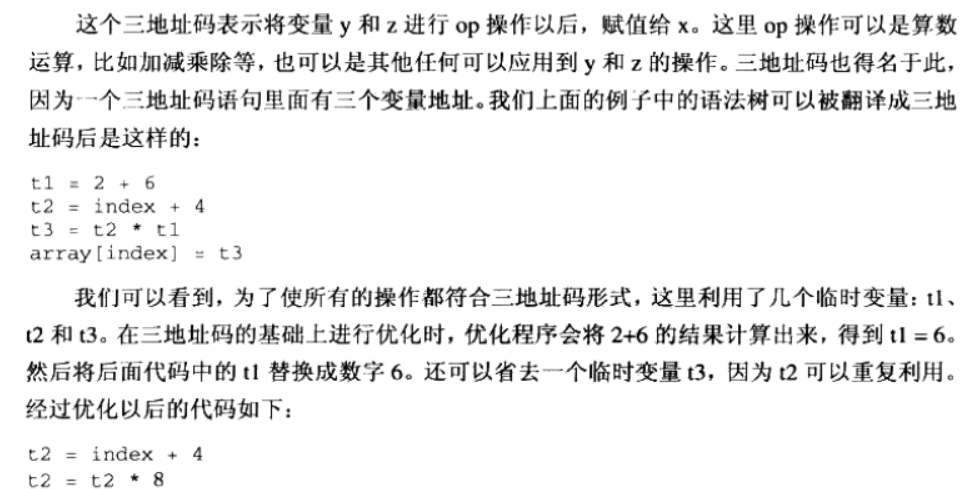 这个三地址码表示将变量 y 和 z 进行 op 操作以后，赋值给 x。这里 op 操作可以是算数
运算，比如加减乘除等，也可以是其他任何可以应用到 y 和 z 的操作。三地址码也得名于此，
因为一个三地址码语句里面有三个变量地址。我们上面的例子中的语法树可以被翻译成三地
址码后是这样的：
t1 = 2 + 6
t2 = index + 4
t3 = t2 * t1
array[index] = t3
我们可以看到，为了使所有的操作都符合三地址码形式，这里利用了几个临时变量：t1、
t2 和 t3。在三地址码的基础上进行优化时，优化程序会将 2+6 的结果计算出来，得到 t1 = 6。
然后将后面代码中的 t1 替换成数字 6。还可以省去一个临时变量 t3，因为 t2 可以重复利用。
经过优化以后的代码如下：
t2 = index + 4
t2 = t2 * 8